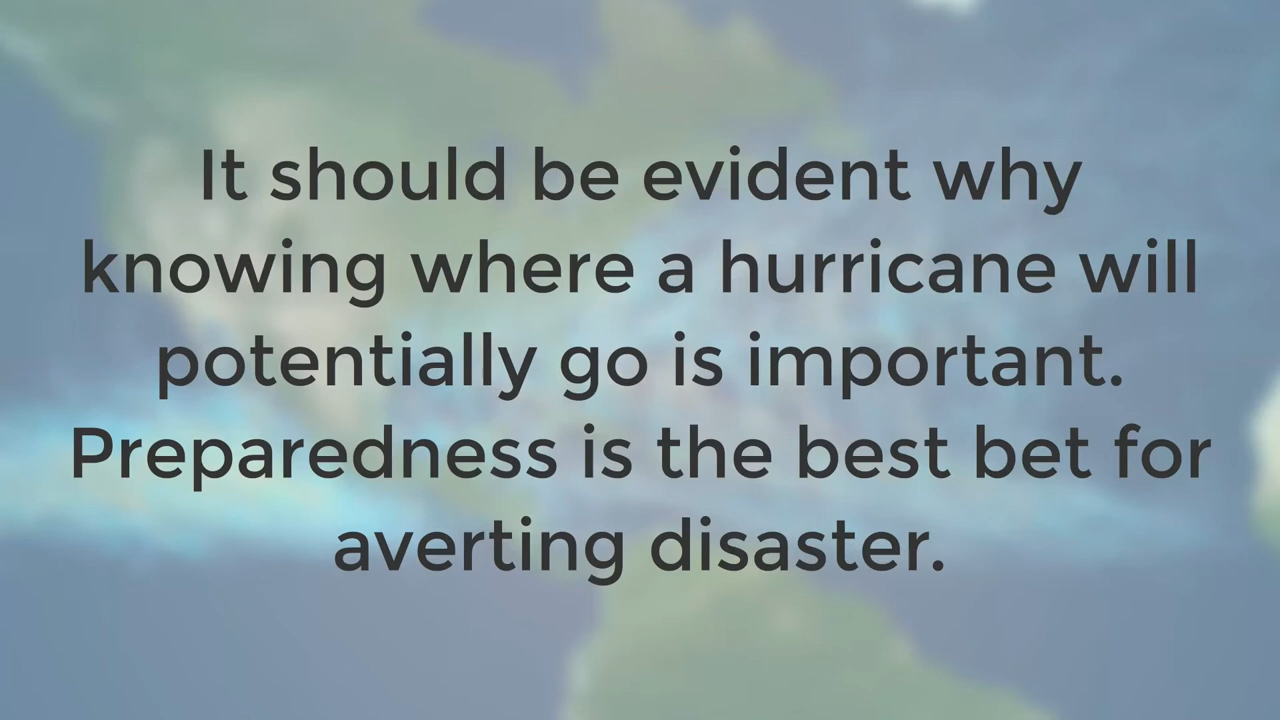 It should be evident why
knowing where a hurricane will
potentially go is important.
Preparedness is the best bet for
averting disaster.